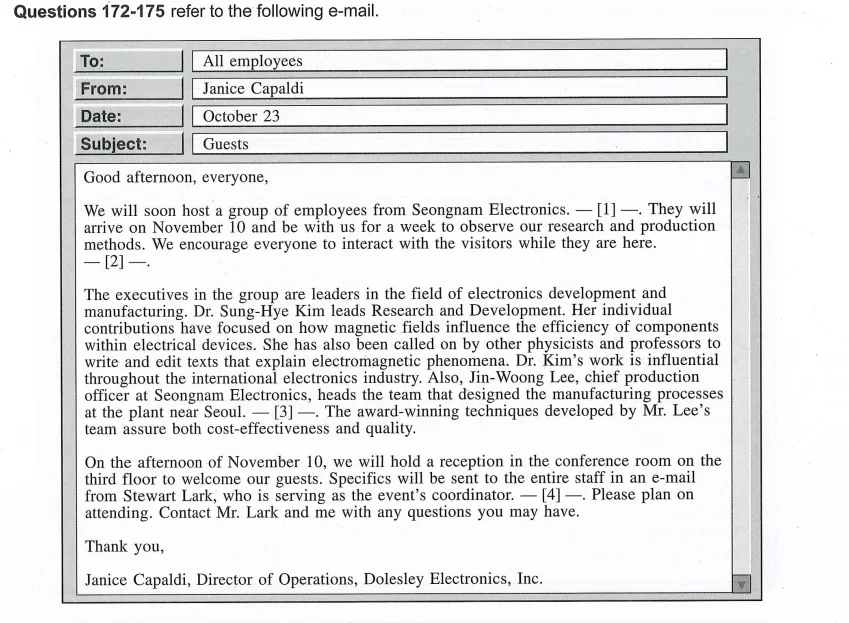 Questions 172-175 refer to the following e-mail.
To: All employees
From: Janice Capaldi
Date: October 23
Subject: Guests
Good afternoon, everyone,
We will soon host a group of employees from Seongnam Electronics. — [1] —. They will
arrive on November 10 and be with us for a week to observe our research and production
methods. We encourage everyone to interact with the visitors while they are here.
— [2] —.
The executives in the group are leaders in the field of electronics development and
manufacturing. Dr. Sung-Hye Kim leads Research and Development. Her individual
contributions have focused on how magnetic fields influence the efficiency of components
within electrical devices. She has also been called on by other physicists and professors to
write and edit texts that explain electromagnetic phenomena. Dr. Kim's work is influential
throughout the international electronics industry. Also, Jin-Woong Lee, chief production
officer at Seongnam Electronics, heads the team that designed the manufacturing processes
at the plant near Seoul. — [3] —. The award-winning techniques developed by Mr. Lee's
team assure both cost-effectiveness and quality.
On the afternoon of November 10, we will hold a reception in the conference room on the
third floor to welcome our guests. Specifics will be sent to the entire staff in an e-mail
from Stewart Lark, who is serving as the event's coordinator. — [4] —. Please plan on
attending. Contact Mr. Lark and me with any questions you may have.
Thank you,
Janice Capaldi, Director of Operations, Dolesley Electronics, Inc.